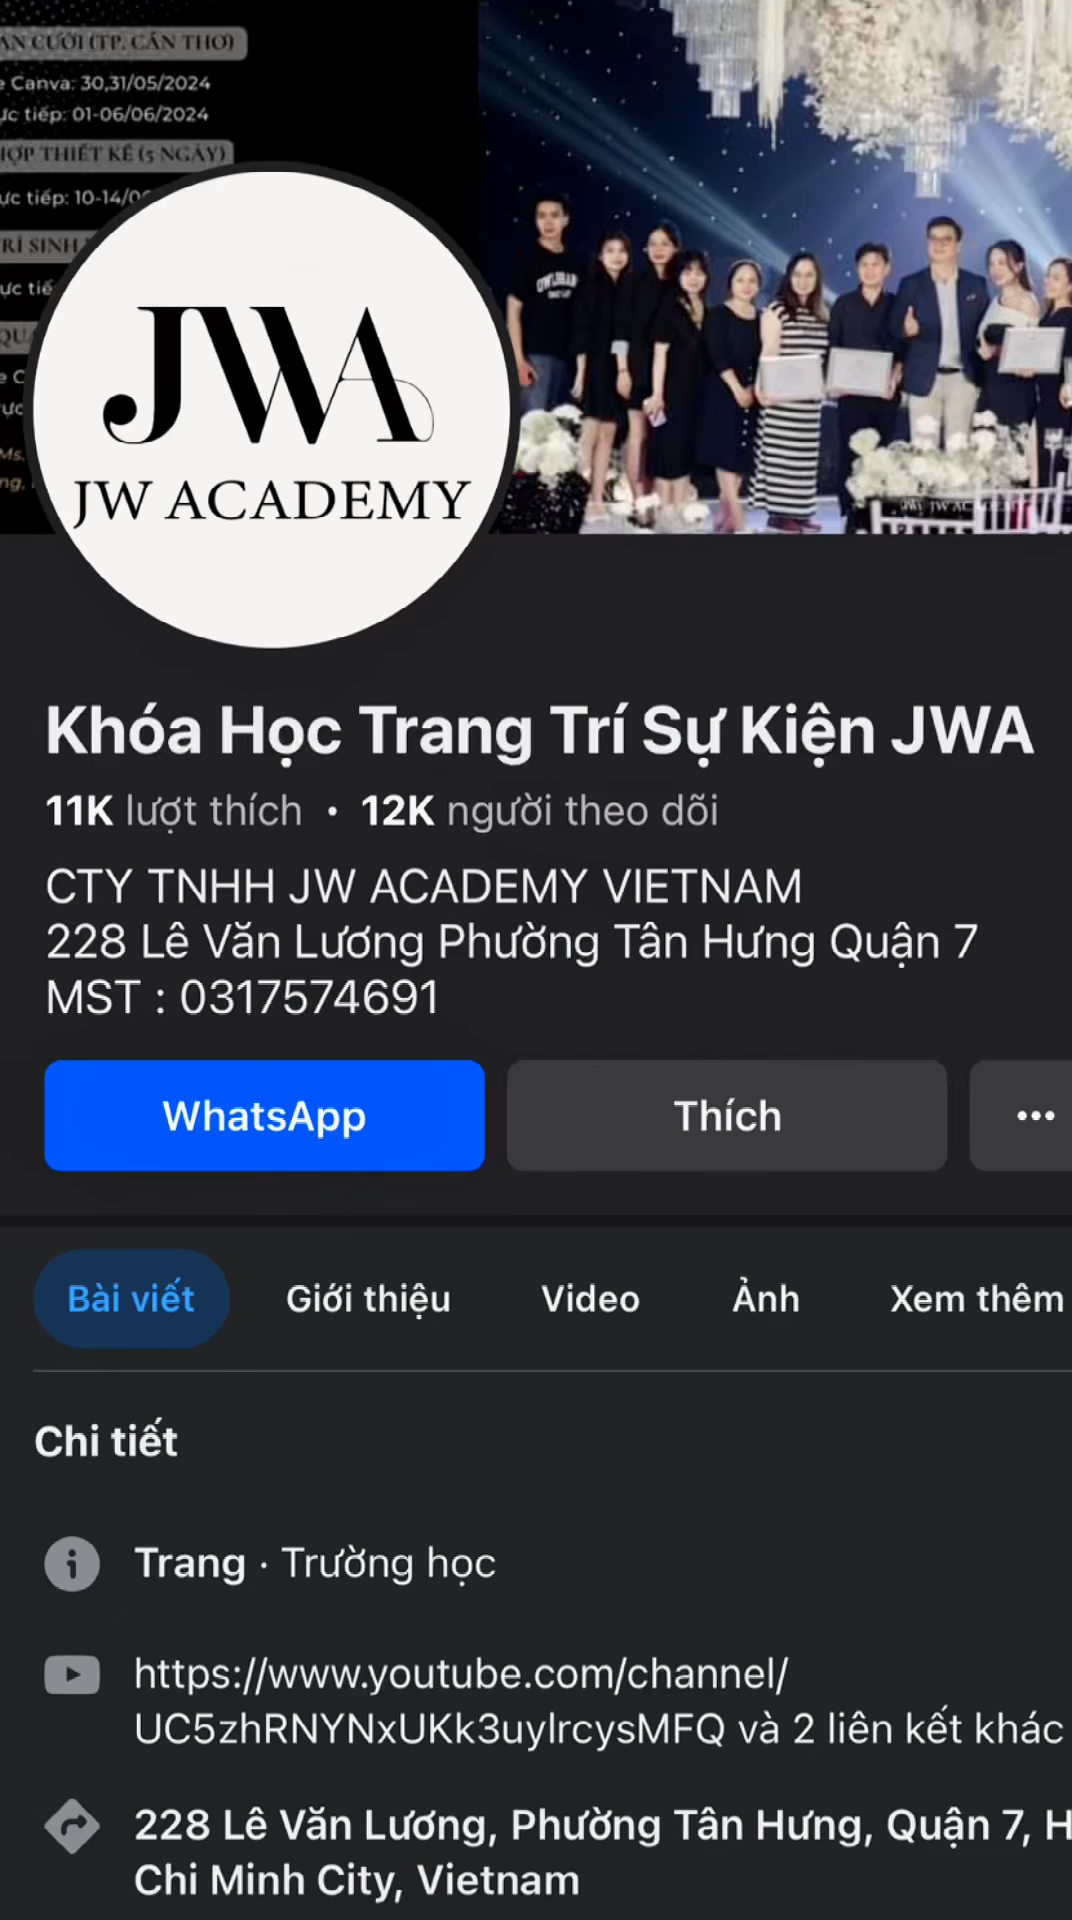 CƯỚI (TP. CẦN THƠ)
Canva: 30,31/05/2024
tiếp: 01-06/06/2024
HỢP THIẾT KẾ (5 NGÀY)
tiếp: 10-14/
SINH
JWA
JW ACADEMY
Khóa Học Trang Trí Sự Kiện JWA
11K lượt thích • 12K người theo dõi
CTY TNHH JW ACADEMY VIETNAM
228 Lê Văn Lương Phường Tân Hưng Quận 7
MST : 0317574691
WhatsApp
Thích
Bài viết
Giới thiệu
Video
Ảnh
Xem thêm
Chi tiết
Trang · Trường học
https://www.youtube.com/channel/
UC5zhRNYNxUKk3uylrcysMFQ và 2 liên kết khác
228 Lê Văn Lương, Phường Tân Hưng, Quận 7, H
Chi Minh City, Vietnam